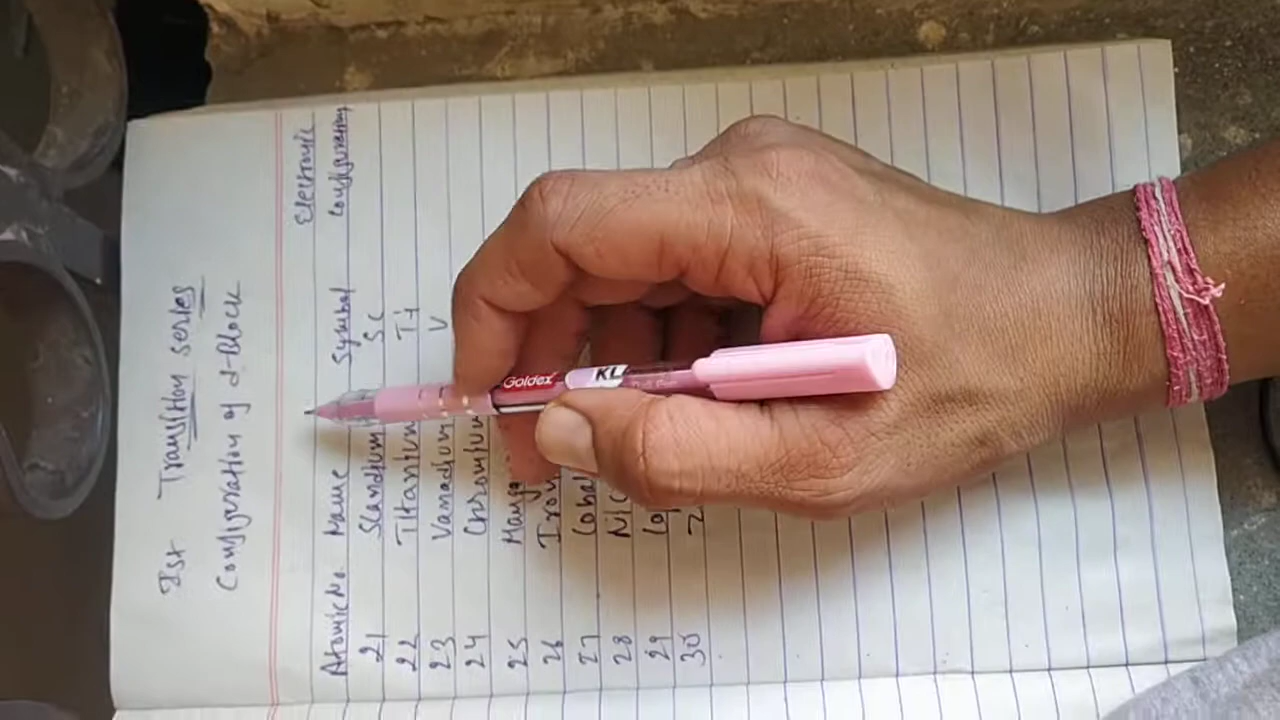 Ist Transition series
Configuration of d-Block
Electronic
Atomic No Name Symbol Configuration
21 Scandium Sc
22 Titanium Ti
23 Vanadium V
24 Chromium
25
26 Iron
27
28
29
30
Goldex KL